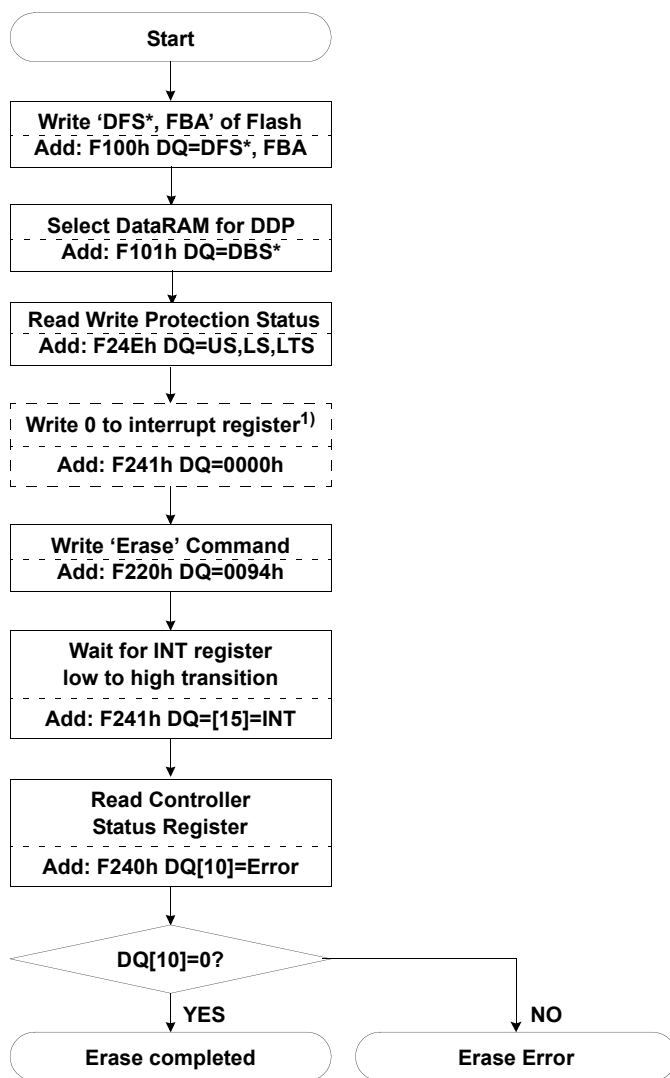 Start
Write ‘DFS*, FBA’ of Flash
Add: F100h DQ=DFS*, FBA
Select DataRAM for DDP
Add: F101h DQ=DBS*
Read Write Protection Status
Add: F24Eh DQ=US,LS,LTS
Write 0 to interrupt register1)
Add: F241h DQ=0000h
Write ‘Erase’ Command
Add: F220h DQ=0094h
Wait for INT register
low to high transition
Add: F241h DQ=[15]=INT
Read Controller
Status Register
Add: F240h DQ[10]=Error
DQ[10]=0?
YES
NO
Erase completed
Erase Error